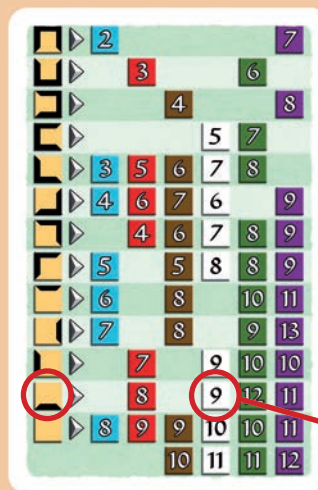 2 7
3 6
4 8
5 7
3 5 6 7 8
4 6 7 6 9
4 6 7 8 9
5 5 8 8 9
6 8 10 11
7 8 9 13
7 9 10 10
8 9 12 11
8 9 9 10 10 11
10 11 11 12